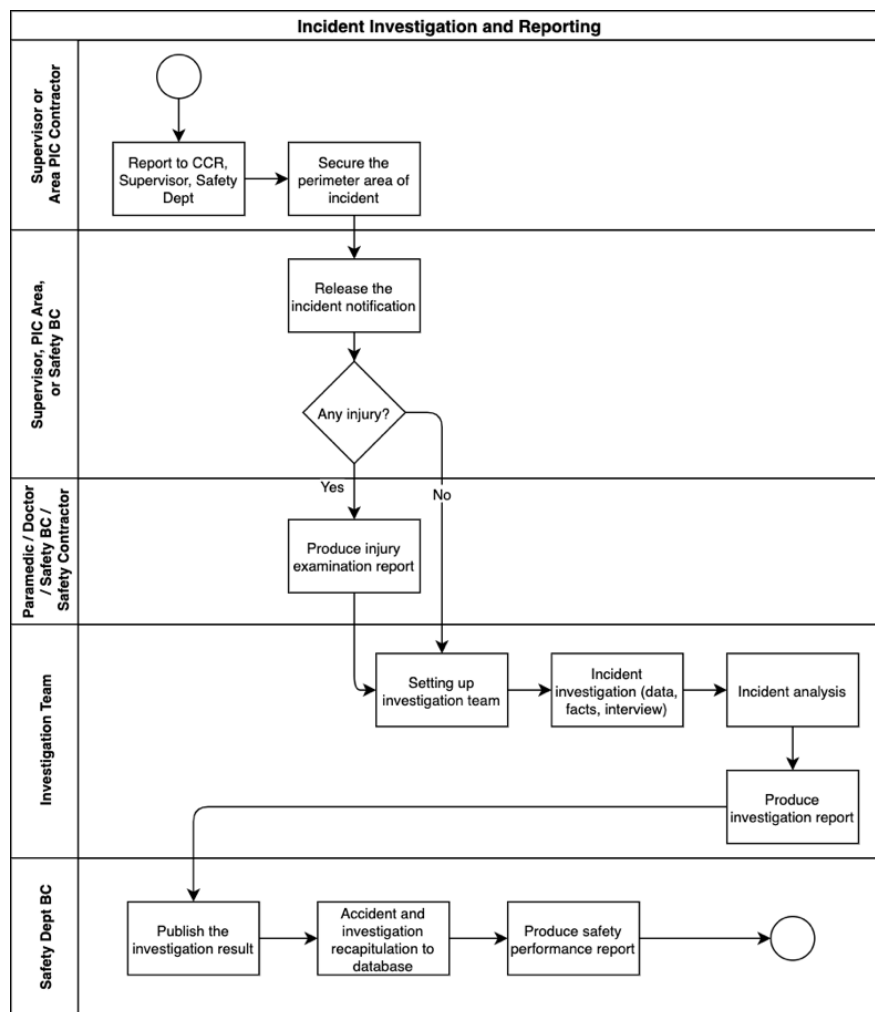 Incident Investigation and Reporting
Supervisor or
Area PIC Contractor
Report to CCR,
Supervisor, Safety
Dept
Secure the
perimeter area of
incident
Supervisor, PIC Area,
or Safety BC
Release the
incident notification
Any injury?
Yes
No
Paramedic / Doctor
/ Safety BC /
Safety Contractor
Produce injury
examination report
Investigation Team
Setting up
investigation team
Incident
investigation (data,
facts, interview)
Incident analysis
Produce
investigation report
Safety Dept BC
Publish the
investigation result
Accident and
investigation
recapitulation to
database
Produce safety
performance report